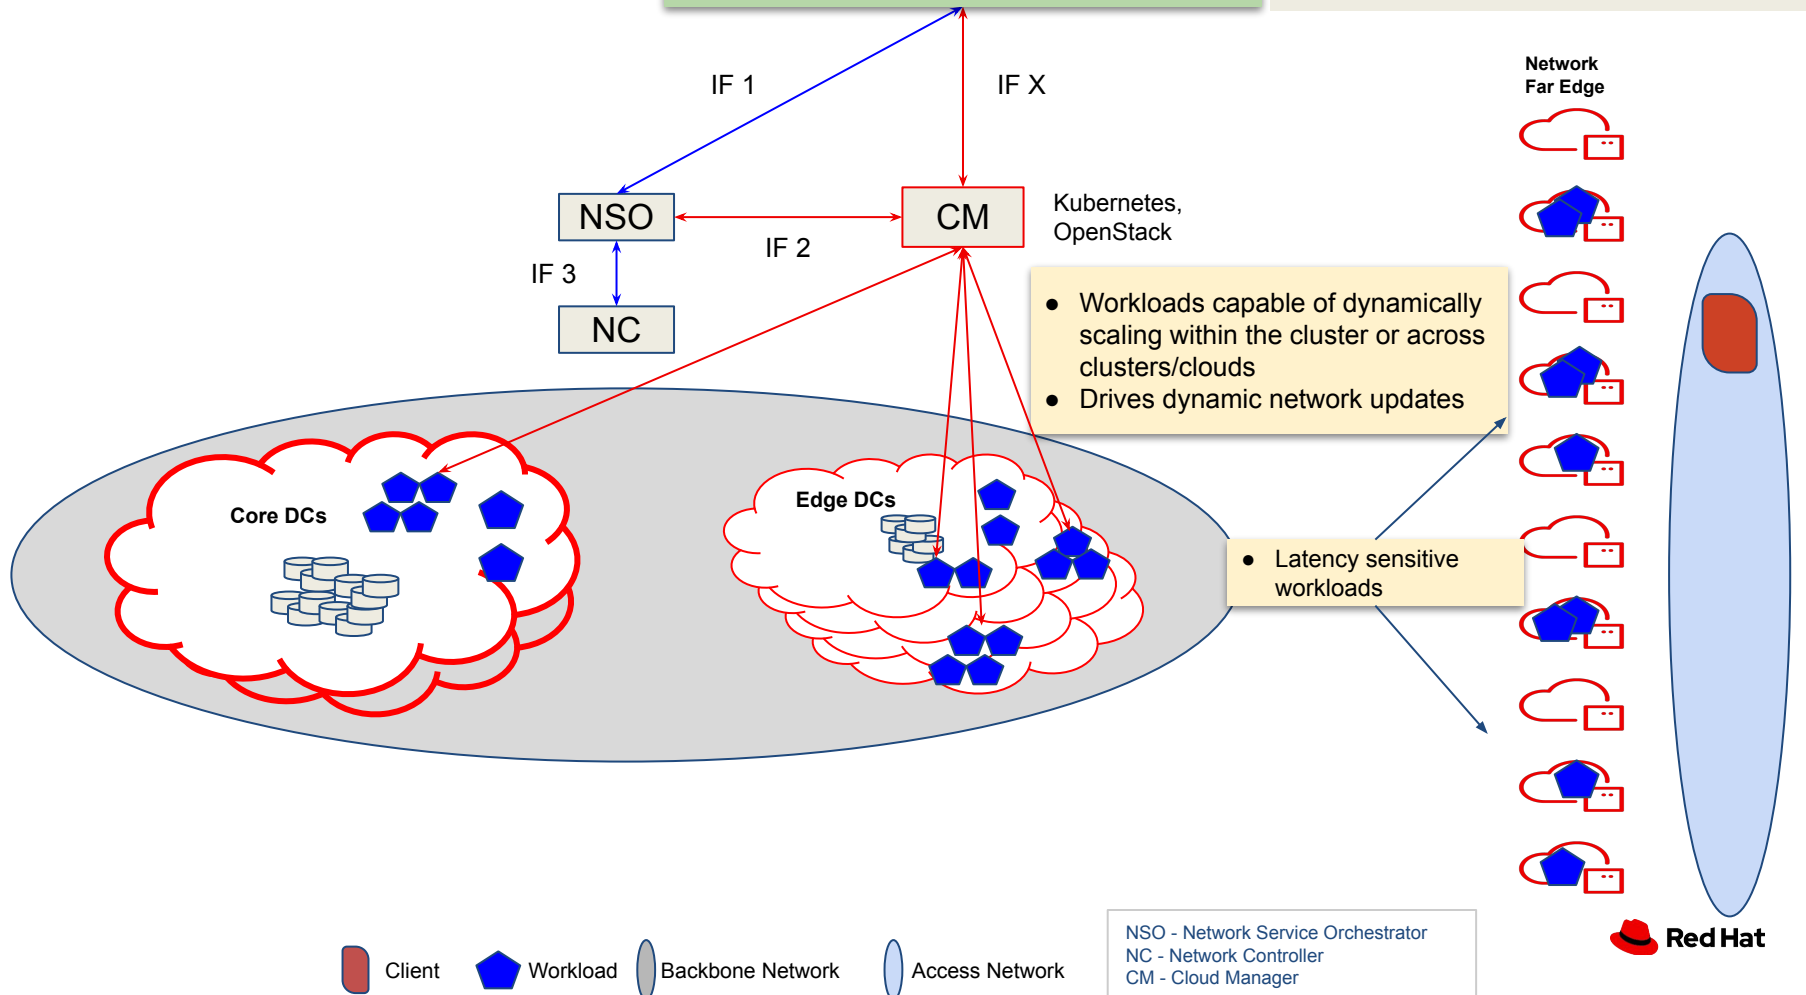 IF 1
IF X
Network
Far Edge
NSO
CM
Kubernetes,
OpenStack
IF 2
IF 3
NC
● Workloads capable of dynamically
scaling within the cluster or across
clusters/clouds
● Drives dynamic network updates
Core DCs
Edge DCs
● Latency sensitive
workloads
Client
Workload
Backbone Network
Access Network
NSO - Network Service Orchestrator
NC - Network Controller
CM - Cloud Manager
Red Hat